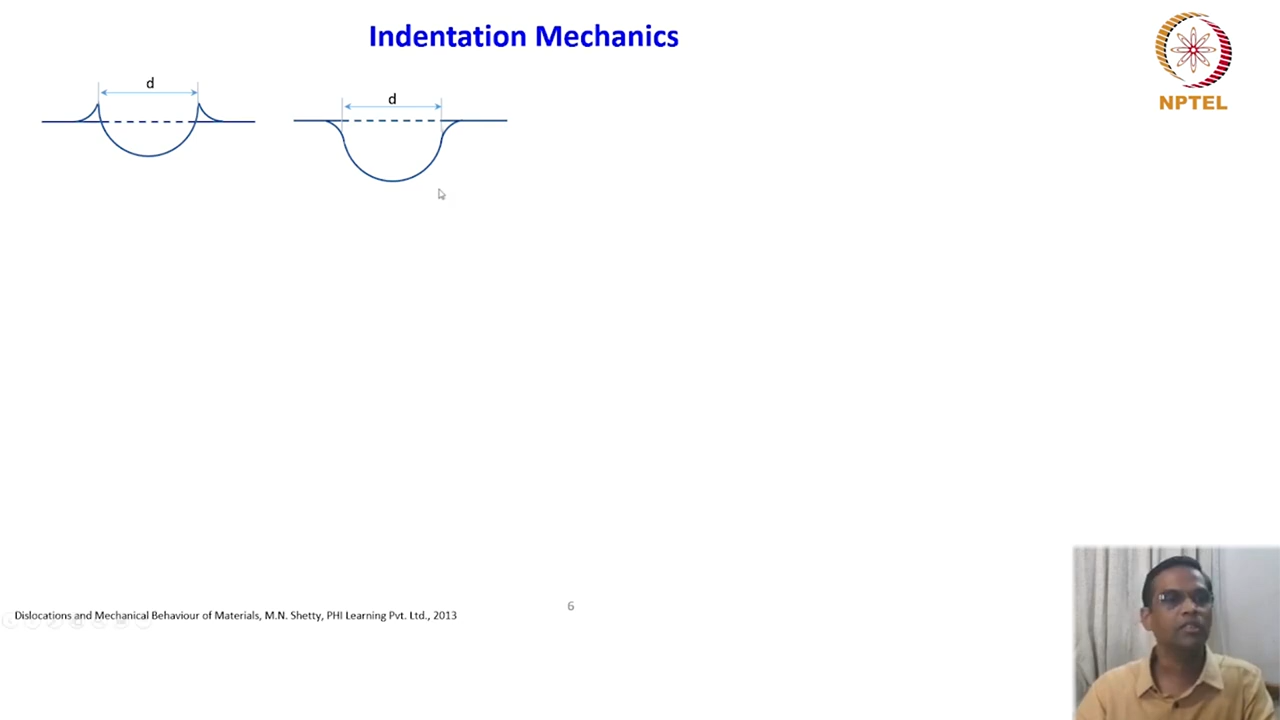 Indentation Mechanics
NPTEL
d
d
Dislocations and Mechanical Behaviour of Materials, M.N. Shetty, PHI Learning Pvt. Ltd., 2013
6